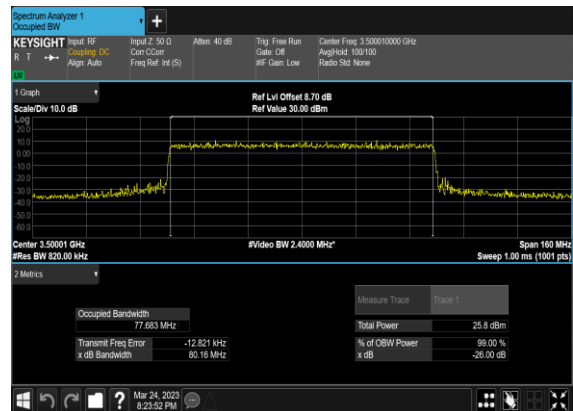 Spectrum Analyzer 1
Occupied BW
KEYSIGHT
R T
LW
Input: RF
Coupling: DC
Align: Auto
Input Z: 50 Ω
Corr CCorr
Freq Ref: Int (S)
Atten: 40 dB
Trig: Free Run
Gate: Off
#IF Gain: Low
Center Freq: 3.500010000 GHz
Avg|Hold: 100/100
Radio Std: None
1 Graph
Scale/Div 10.0 dB
Ref Lvl Offset 8.70 dB
Ref Value 30.00 dBm
Log
20.0
10.0
0.00
-10.0
-20.0
-30.0
-40.0
-50.0
-60.0
Center 3.50001 GHz
#Video BW 2.4000 MHz*
Span 160 MHz
#Res BW 820.00 kHz
Sweep 1.00 ms (1001 pts)
2 Metrics
Measure Trace
Trace 1
Occupied Bandwidth
77.683 MHz
Total Power
25.8 dBm
Transmit Freq Error
-12.821 kHz
% of OBW Power
99.00 %
x dB Bandwidth
80.16 MHz
x dB
-26.00 dB
?
Mar 24, 2023
8:23:52 PM